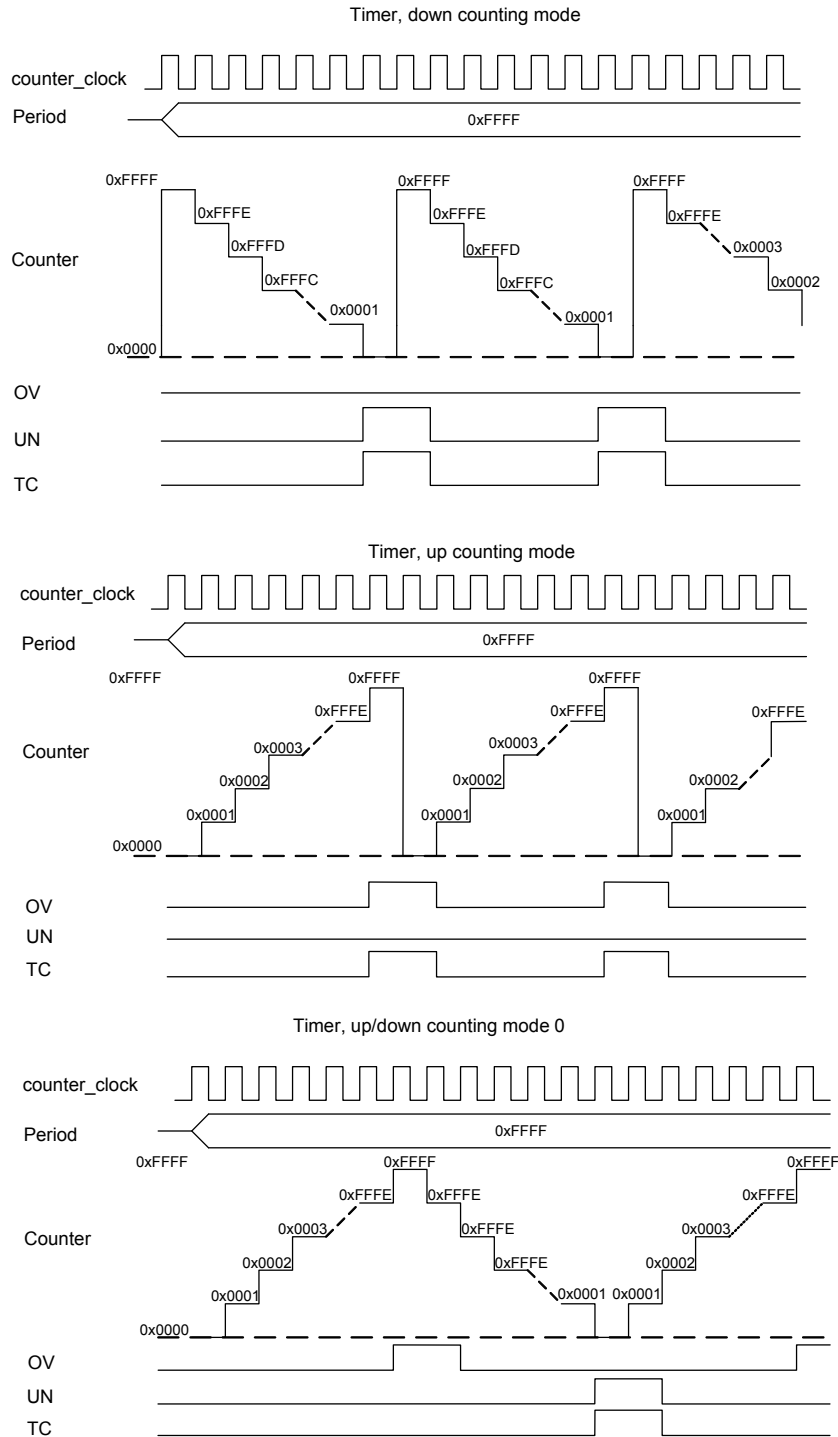 Timer, down counting mode
counter_clock
Period
0xFFFF
0xFFFF 0xFFFF 0xFFFF
0xFFFE 0xFFFE 0xFFFE
0xFFFD 0xFFFD 0x0003
Counter
0xFFFC 0xFFFC 0x0002
0x0001 0x0001 0x0001
0x0000
OV
UN
TC
Timer, up counting mode
counter_clock
Period
0xFFFF
0xFFFF 0xFFFF 0xFFFF
0xFFFE 0xFFFE 0xFFFE
Counter
0x0003 0x0003
0x0002 0x0002 0x0002
0x0001 0x0001 0x0001
0x0000
OV
UN
TC
Timer, up/down counting mode 0
counter_clock
Period
0xFFFF
0xFFFF 0xFFFF 0xFFFF
0xFFFE 0xFFFE 0xFFFE
Counter
0x0003 0xFFFE 0x0003
0x0002 0xFFFE 0x0002
0x0001 0x0001 0x0001
0x0000
OV
UN
TC